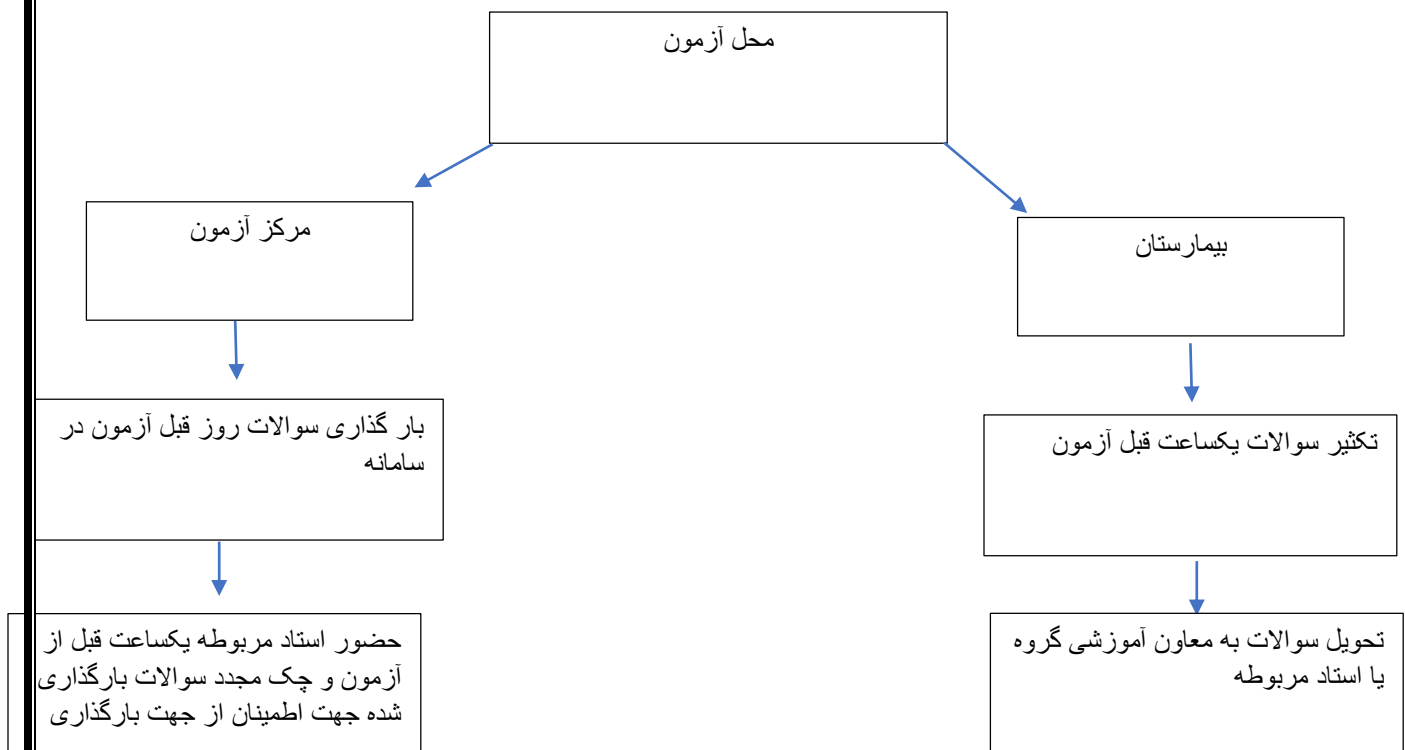 محل آزمون
بیمارستان
مرکز آزمون
تکثیر سوالات یکساعت قبل آزمون
بار گذاری سوالات روز قبل آزمون در
سامانه
تحویل سوالات به معاون آموزشی گروه
یا استاد مربوطه
حضور استاد مربوطه یکساعت قبل از
آزمون و چک مجدد سوالات بارگذاری
شده جهت اطمینان از جهت بارگذاری